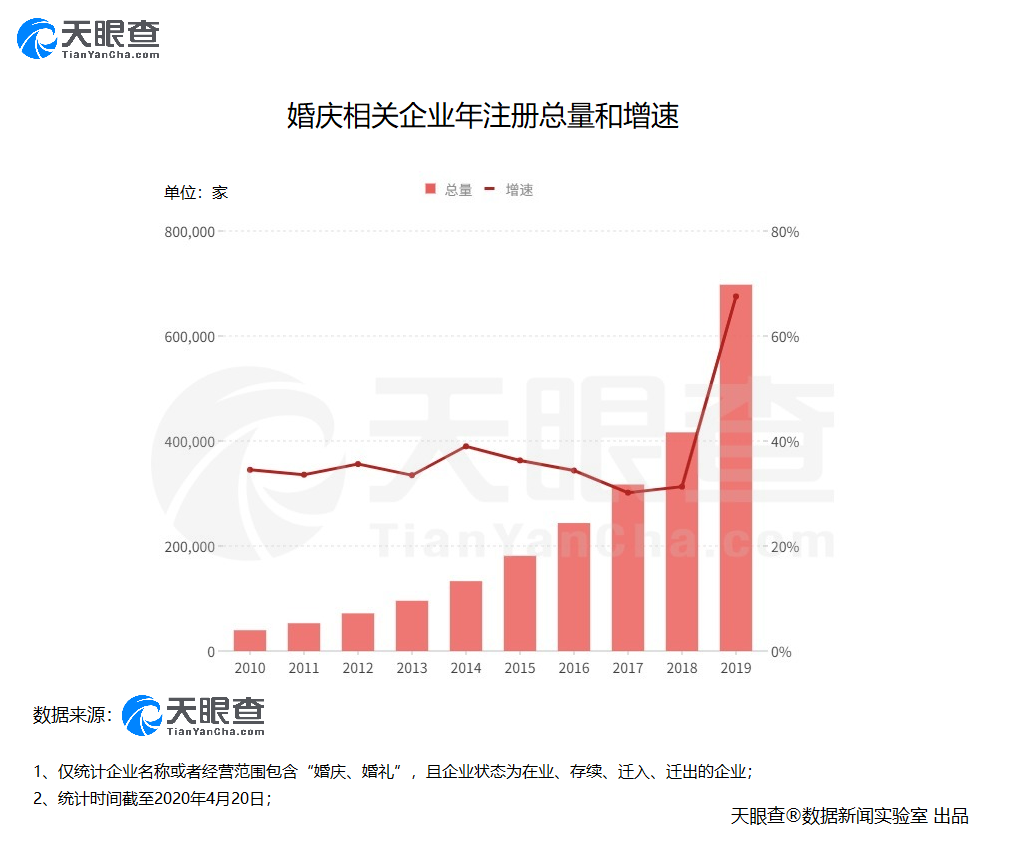 天眼查
TianYanCha.com
婚庆相关企业年注册总量和增速
单位：家
总量 增速
800,000 80%
600,000 60%
400,000 40%
200,000 20%
0 0%
天眼查
TianYanCha.com
2010 2011 2012 2013 2014 2015 2016 2017 2018 2019
数据来源：天眼查
TianYanCha.com
1、仅统计企业名称或者经营范围包含“婚庆、婚礼”，且企业状态为在业、存续、迁入、迁出的企业；
2、统计时间截至2020年4月20日；
天眼查®数据新闻实验室 出品